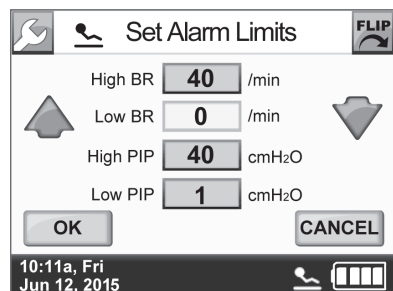 Set Alarm Limits
FLIP
High BR 40 /min
Low BR 0 /min
High PIP 40 cmH₂O
Low PIP 1 cmH₂O
OK CANCEL
10:11a, Fri
Jun 12, 2015